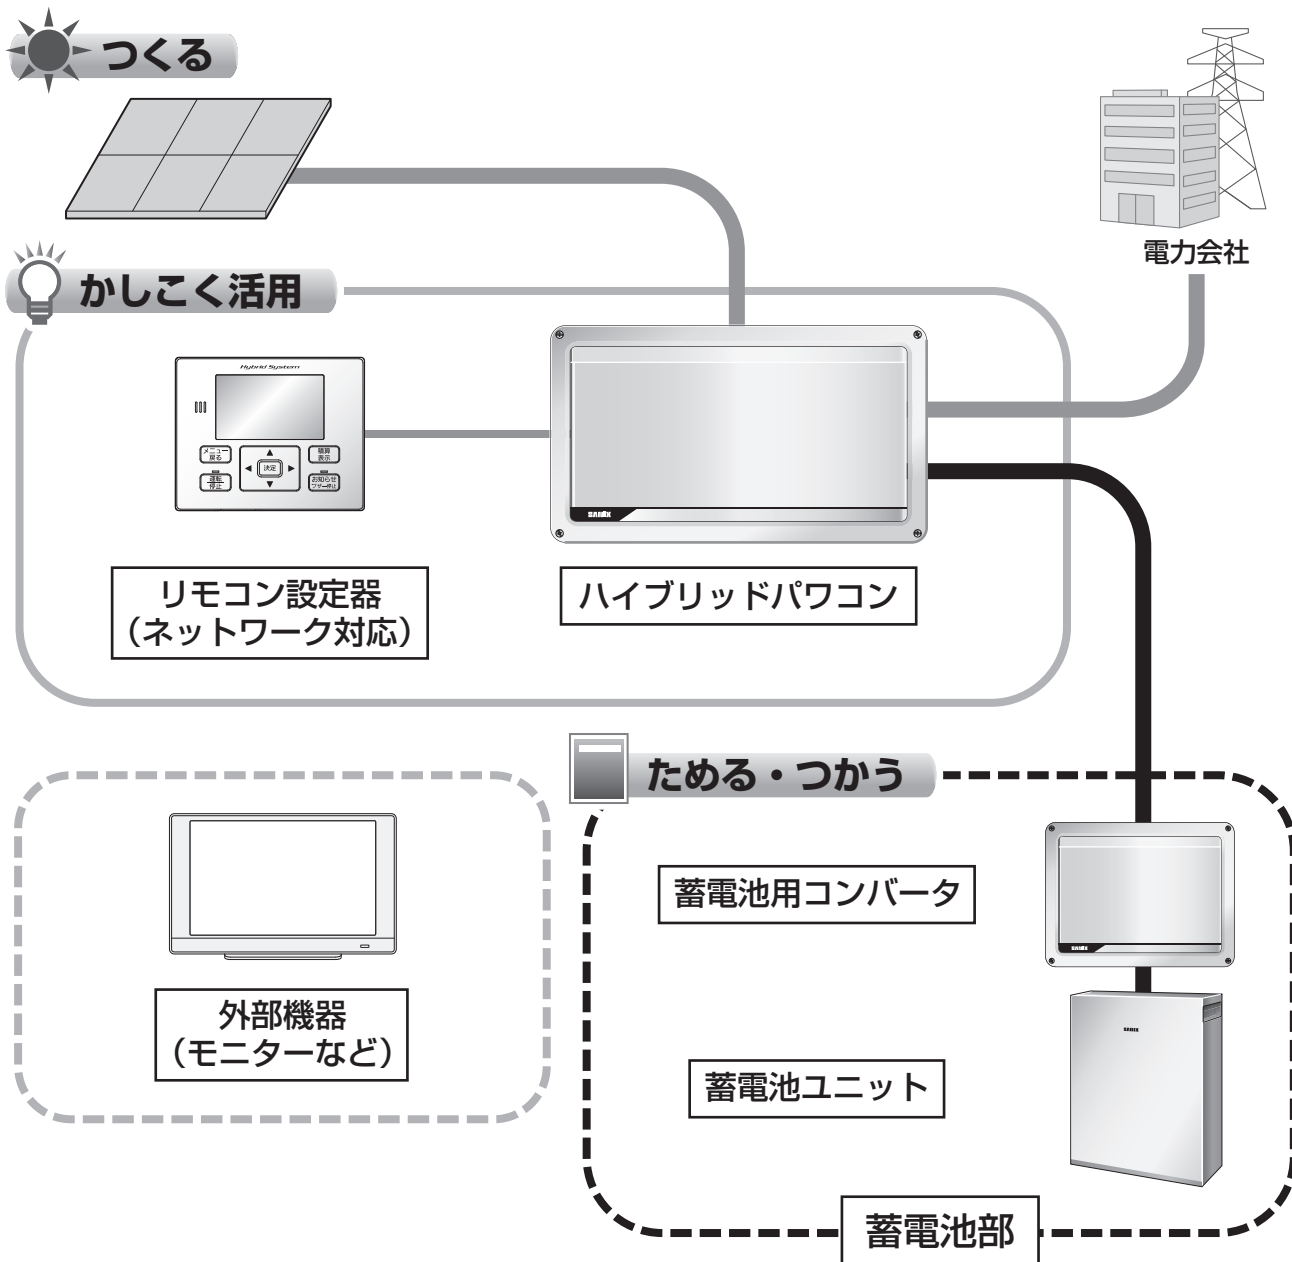 つくる
電力会社
かしこく活用
Hybrid System
メニュー
戻る
決定
積算
表示
運転
停止
お知らせ
ブザー停止
SANIX
リモコン設定器
（ネットワーク対応）
ハイブリッドパワコン
ためる・つかう
蓄電池用コンバータ
SANIX
外部機器
（モニターなど）
SANIX
蓄電池ユニット
蓄電池部